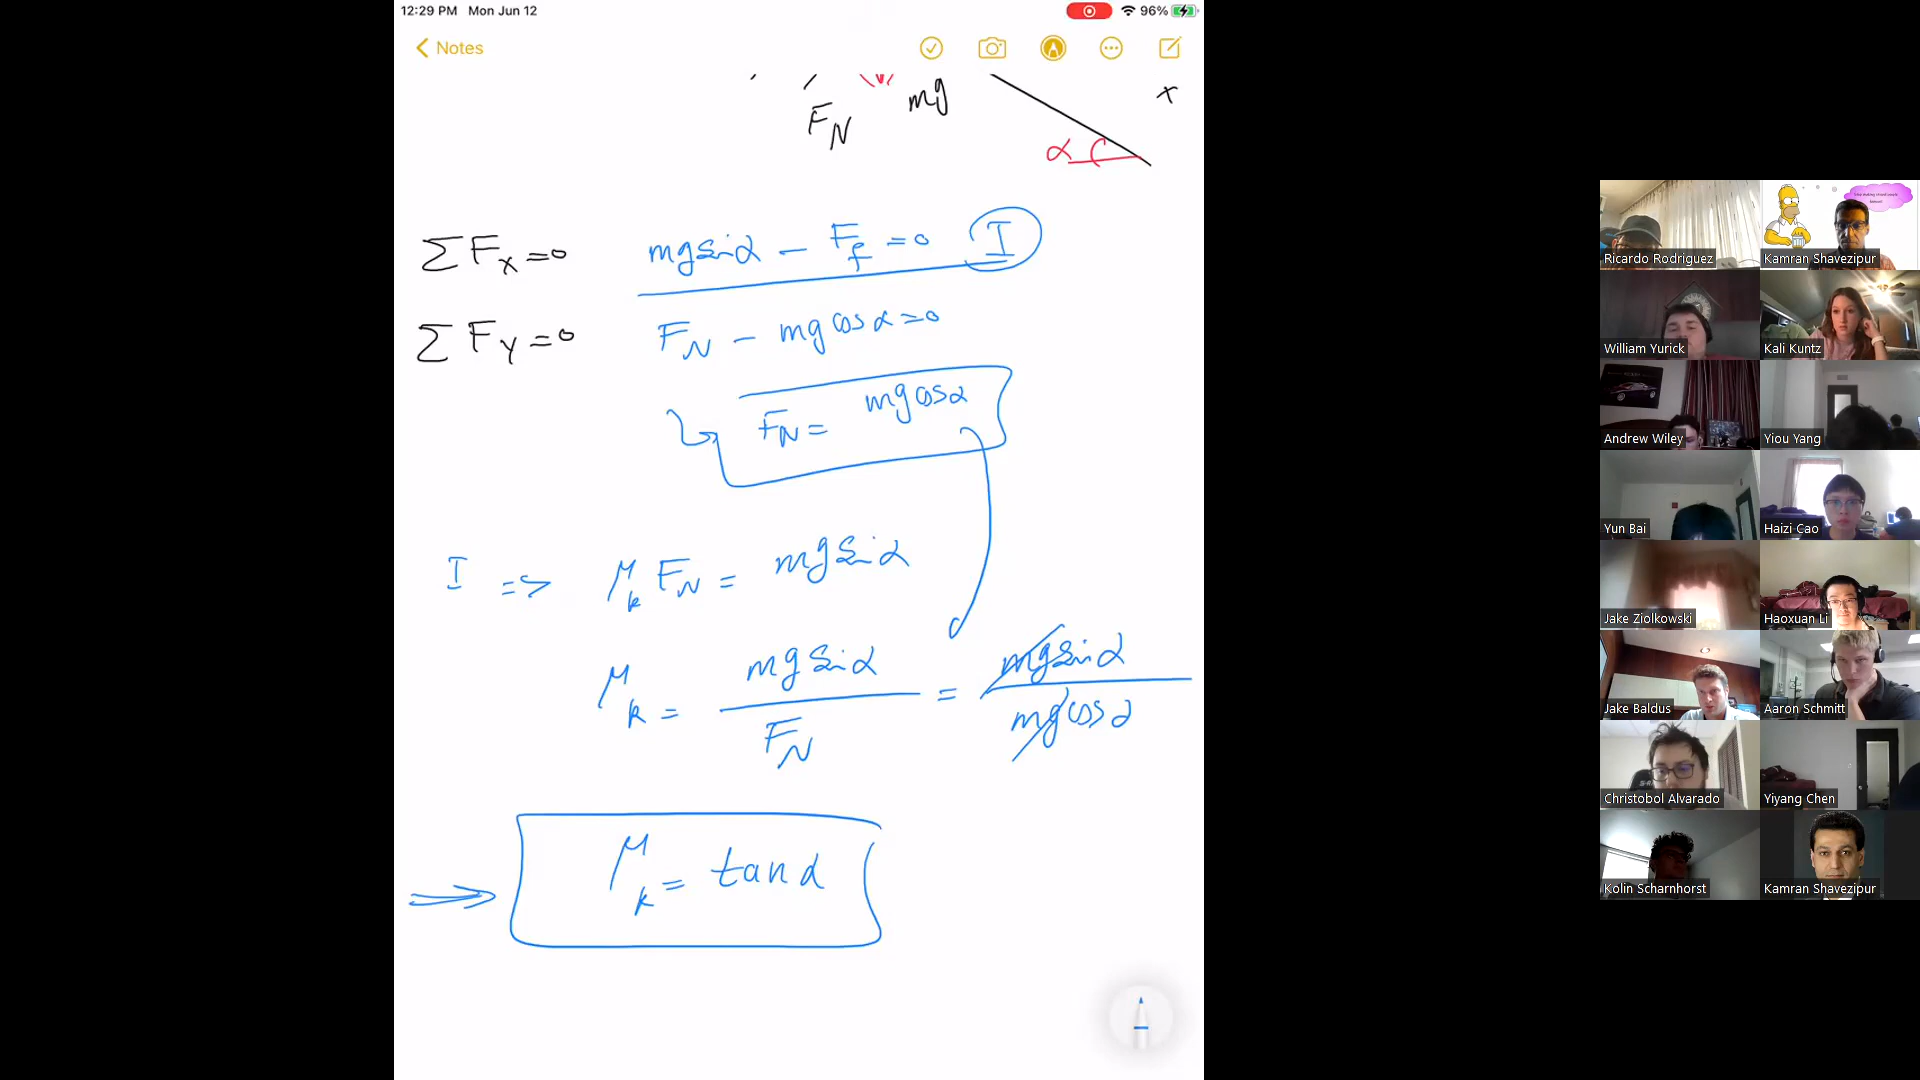 12:29 PM Mon Jun 12
96%
Notes
F_N mg x
α
ΣF_x=0 mg sin α − F_f = 0 I
ΣF_y=0 F_N − mg cos α = 0
F_N = mg cos α
I => μ_k F_N = mg sin α
μ_k = mg sin α / F_N = mg sin α / mg cos α
=> μ_k = tan α
Ricardo Rodriguez
Kamran Shavezipur
William Yurick
Kali Kuntz
Andrew Wiley
Yiou Yang
Yun Bai
Haizi Cao
Jake Ziolkowski
Haoxuan Li
Jake Baldus
Aaron Schmitt
Christobol Alvarado
Yiyang Chen
Kolin Scharnhorst
Kamran Shavezipur